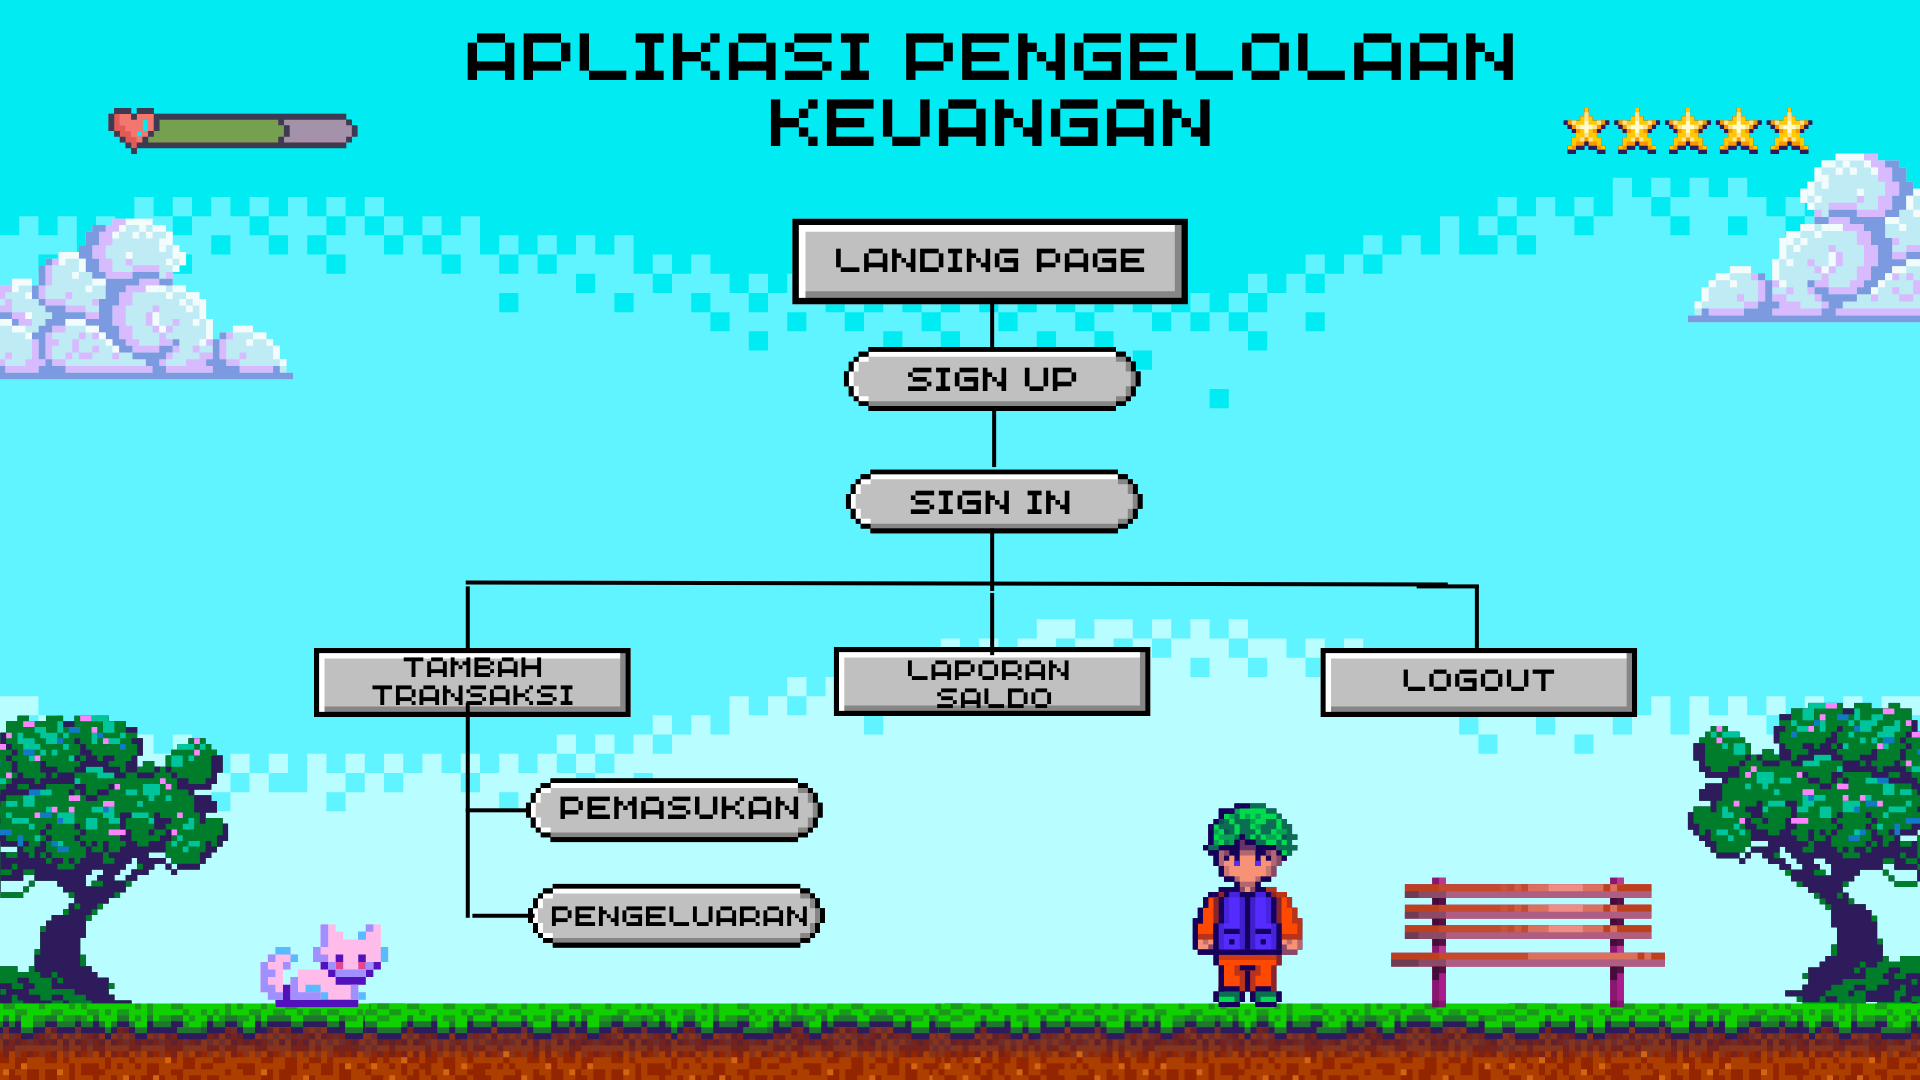 APLIKASI PENGELOLAAN
KEUANGAN
LANDING PAGE
SIGN UP
SIGN IN
TAMBAH
TRANSAKSI
LAPORAN
SALDO
LOGOUT
PEMASUKAN
PENGELUARAN